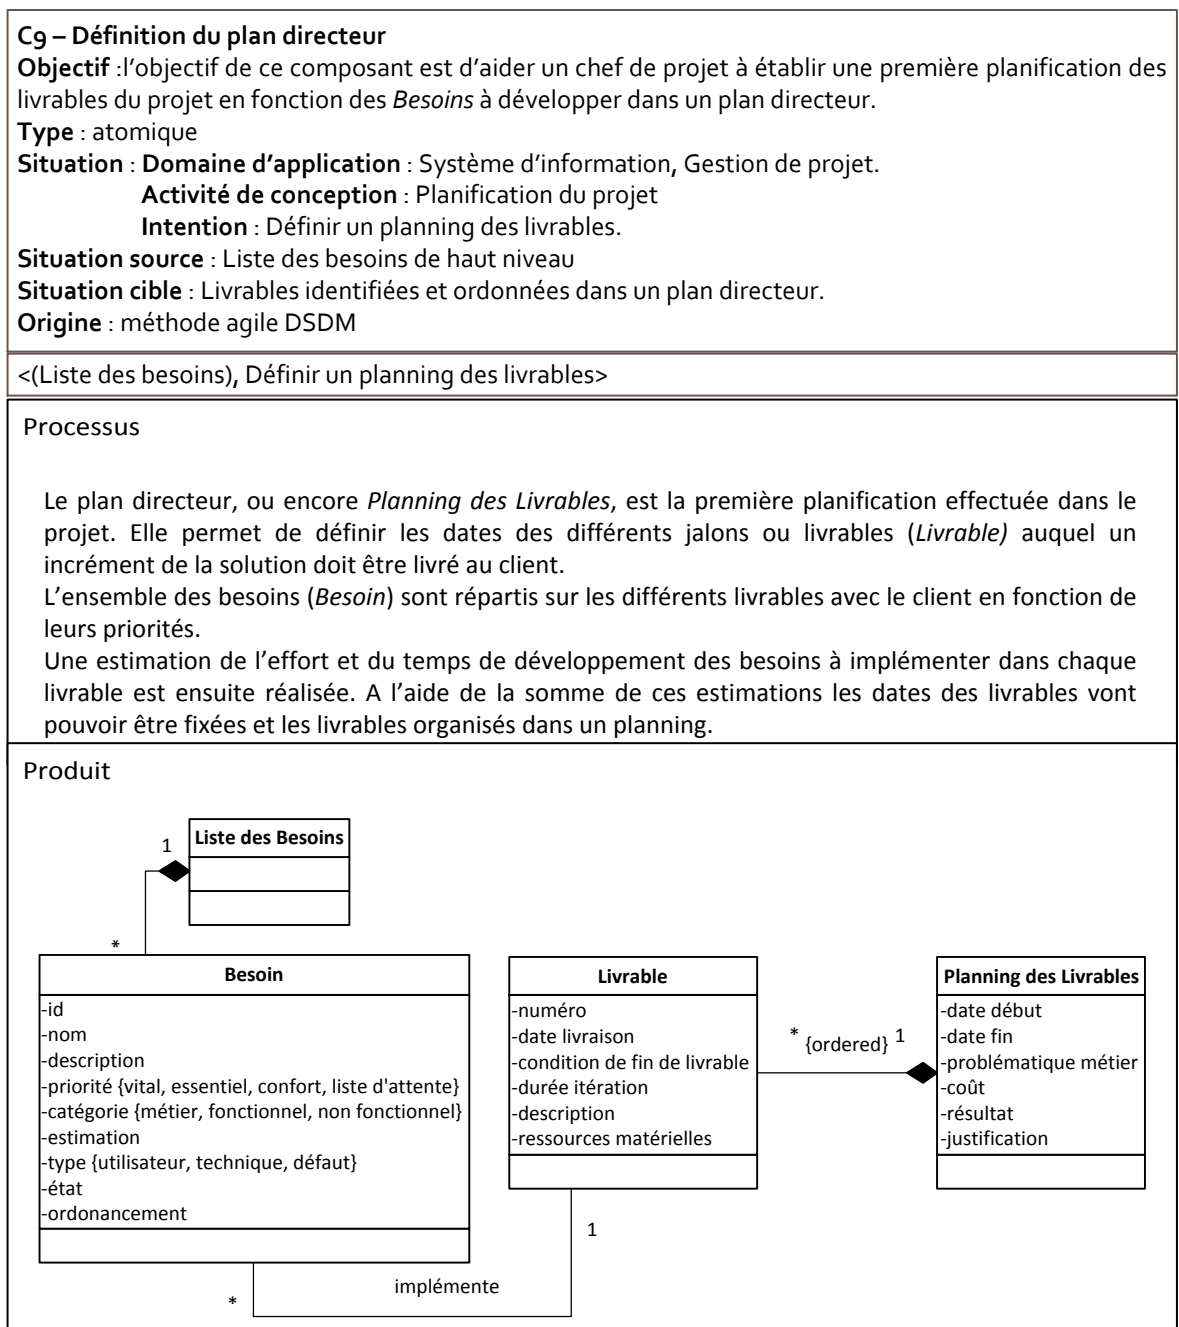 C9 – Définition du plan directeur
Objectif :l'objectif de ce composant est d'aider un chef de projet à établir une première planification des
livrables du projet en fonction des Besoins à développer dans un plan directeur.
Type : atomique
Situation : Domaine d'application : Système d'information, Gestion de projet.
Activité de conception : Planification du projet
Intention : Définir un planning des livrables.
Situation source : Liste des besoins de haut niveau
Situation cible : Livrables identifiées et ordonnées dans un plan directeur.
Origine : méthode agile DSDM
<(Liste des besoins), Définir un planning des livrables>
Processus
Le plan directeur, ou encore Planning des Livrables, est la première planification effectuée dans le
projet. Elle permet de définir les dates des différents jalons ou livrables (Livrable) auquel un
incrément de la solution doit être livré au client.
L'ensemble des besoins (Besoin) sont répartis sur les différents livrables avec le client en fonction de
leurs priorités.
Une estimation de l'effort et du temps de développement des besoins à implémenter dans chaque
livrable est ensuite réalisée. A l'aide de la somme de ces estimations les dates des livrables vont
pouvoir être fixées et les livrables organisés dans un planning.
Produit
Liste des Besoins
1
*
Besoin
-id
-nom
-description
-priorité {vital, essentiel, confort, liste d'attente}
-catégorie {métier, fonctionnel, non fonctionnel}
-estimation
-type {utilisateur, technique, défaut}
-état
-ordonancement
Livrable
-numéro
-date livraison
-condition de fin de livrable
-durée itération
-description
-ressources matérielles
* {ordered} 1
Planning des Livrables
-date début
-date fin
-problématique métier
-coût
-résultat
-justification
1
implémente
*